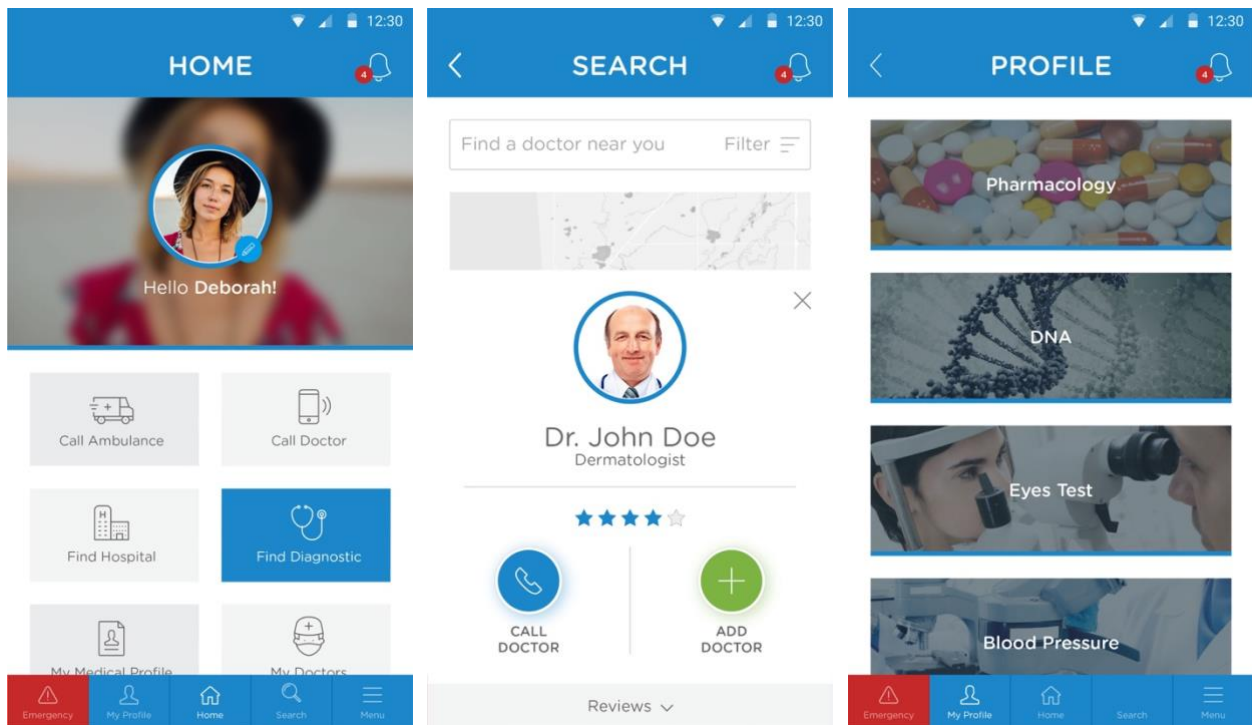 12:30
HOME
4
Hello Deborah!
Call Ambulance
Call Doctor
H
Find Hospital
Find Diagnostic
My Medical Profile
My Doctors
Emergency
My Profile
Home
Search
Menu
12:30
SEARCH
4
Find a doctor near you
Filter
Dr. John Doe
Dermatologist
CALL
DOCTOR
ADD
DOCTOR
Reviews
12:30
PROFILE
4
Pharmacology
DNA
Eyes Test
Blood Pressure
Emergency
My Profile
Home
Search
Menu